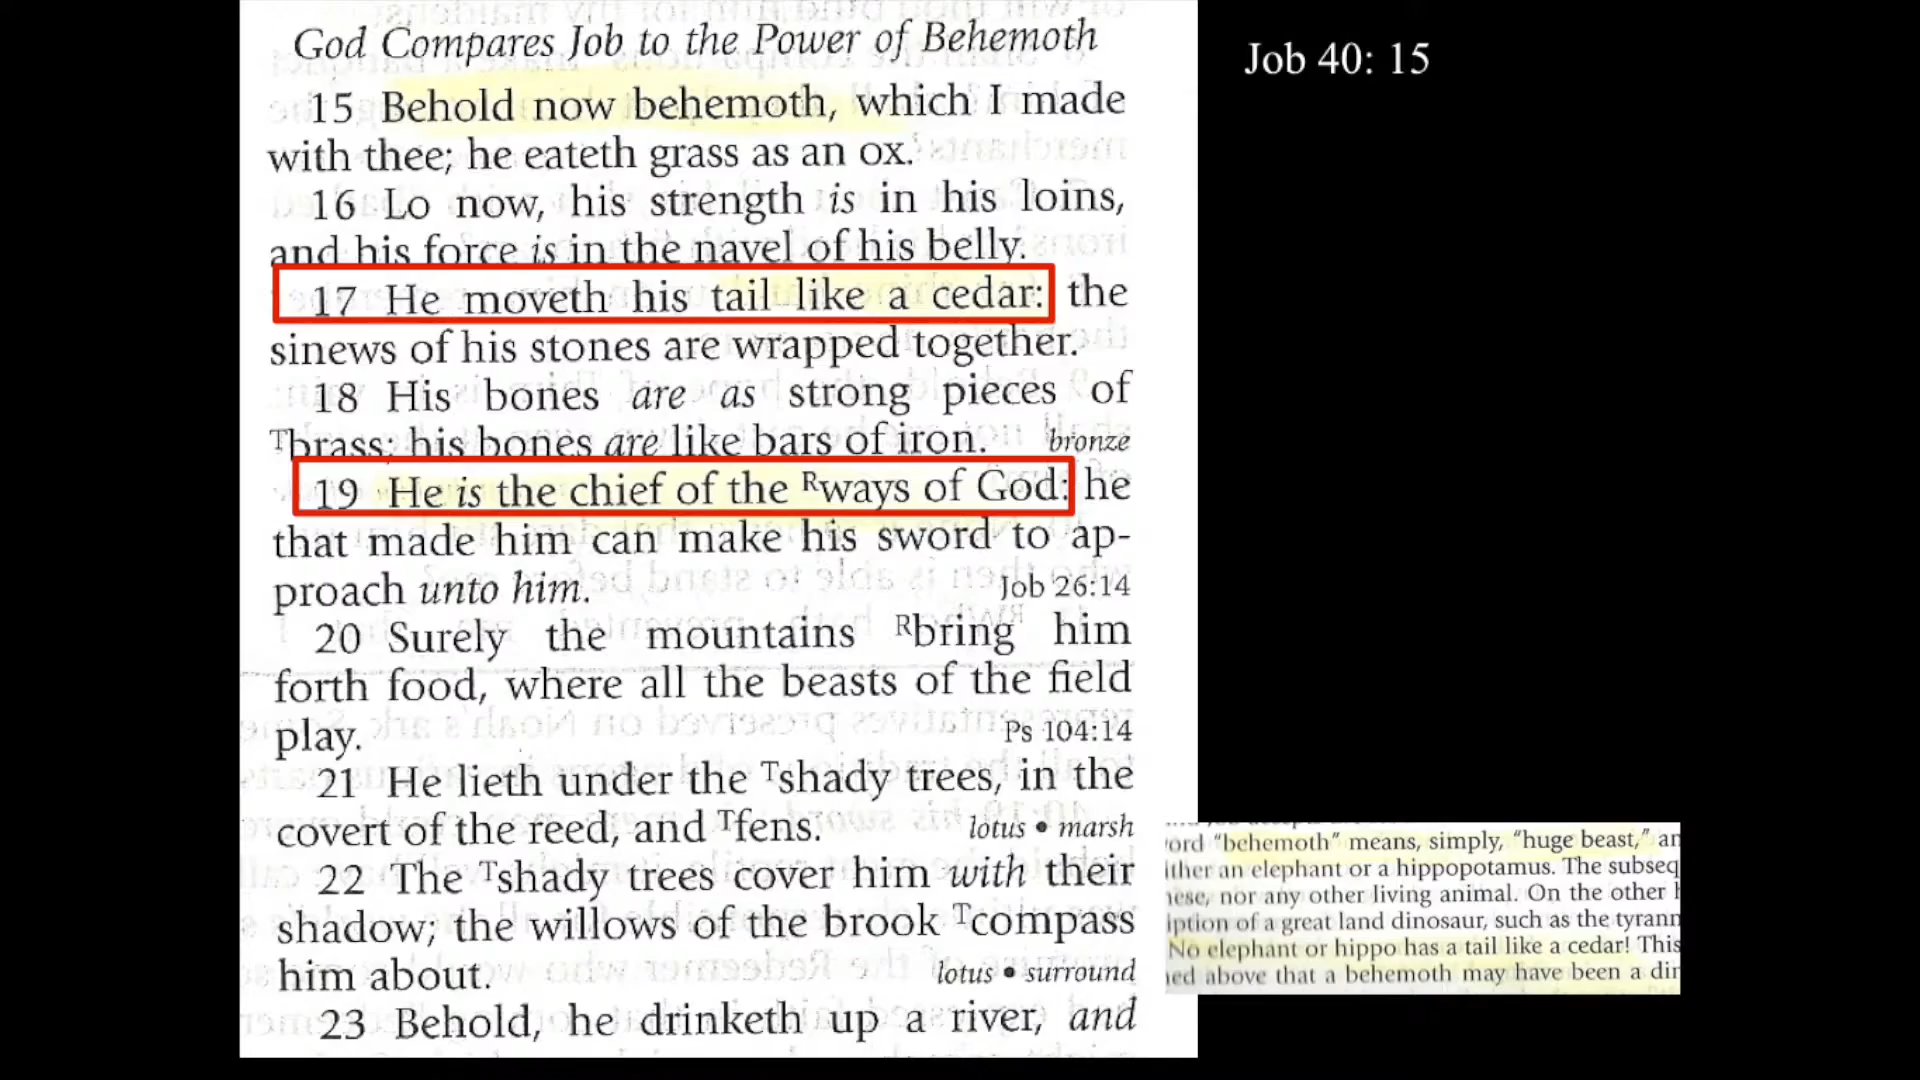 God Compares Job to the Power of Behemoth
15 Behold now behemoth, which I made
with thee; he eateth grass as an ox.
16 Lo now, his strength is in his loins,
and his force is in the navel of his belly.
17 He moveth his tail like a cedar: the
sinews of his stones are wrapped together.
18 His bones are as strong pieces of
Tbrass; his bones are like bars of iron. bronze
19 He is the chief of the Rways of God: he
that made him can make his sword to ap-
proach unto him. Job 26:14
20 Surely the mountains Rbring him
forth food, where all the beasts of the field
play. Ps 104:14
21 He lieth under the Tshady trees, in the
covert of the reed, and Tfens. lotus • marsh
22 The Tshady trees cover him with their
shadow; the willows of the brook Tcompass
him about. lotus • surround
23 Behold, he drinketh up a river, and
Job 40: 15
ord "behemoth" means, simply, "huge beast," an
ther an elephant or a hippopotamus. The subseq
ese, nor any other living animal. On the other
iption of a great land dinosaur, such as the tyrann
No elephant or hippo has a tail like a cedar! This
ed above that a behemoth may have been a din